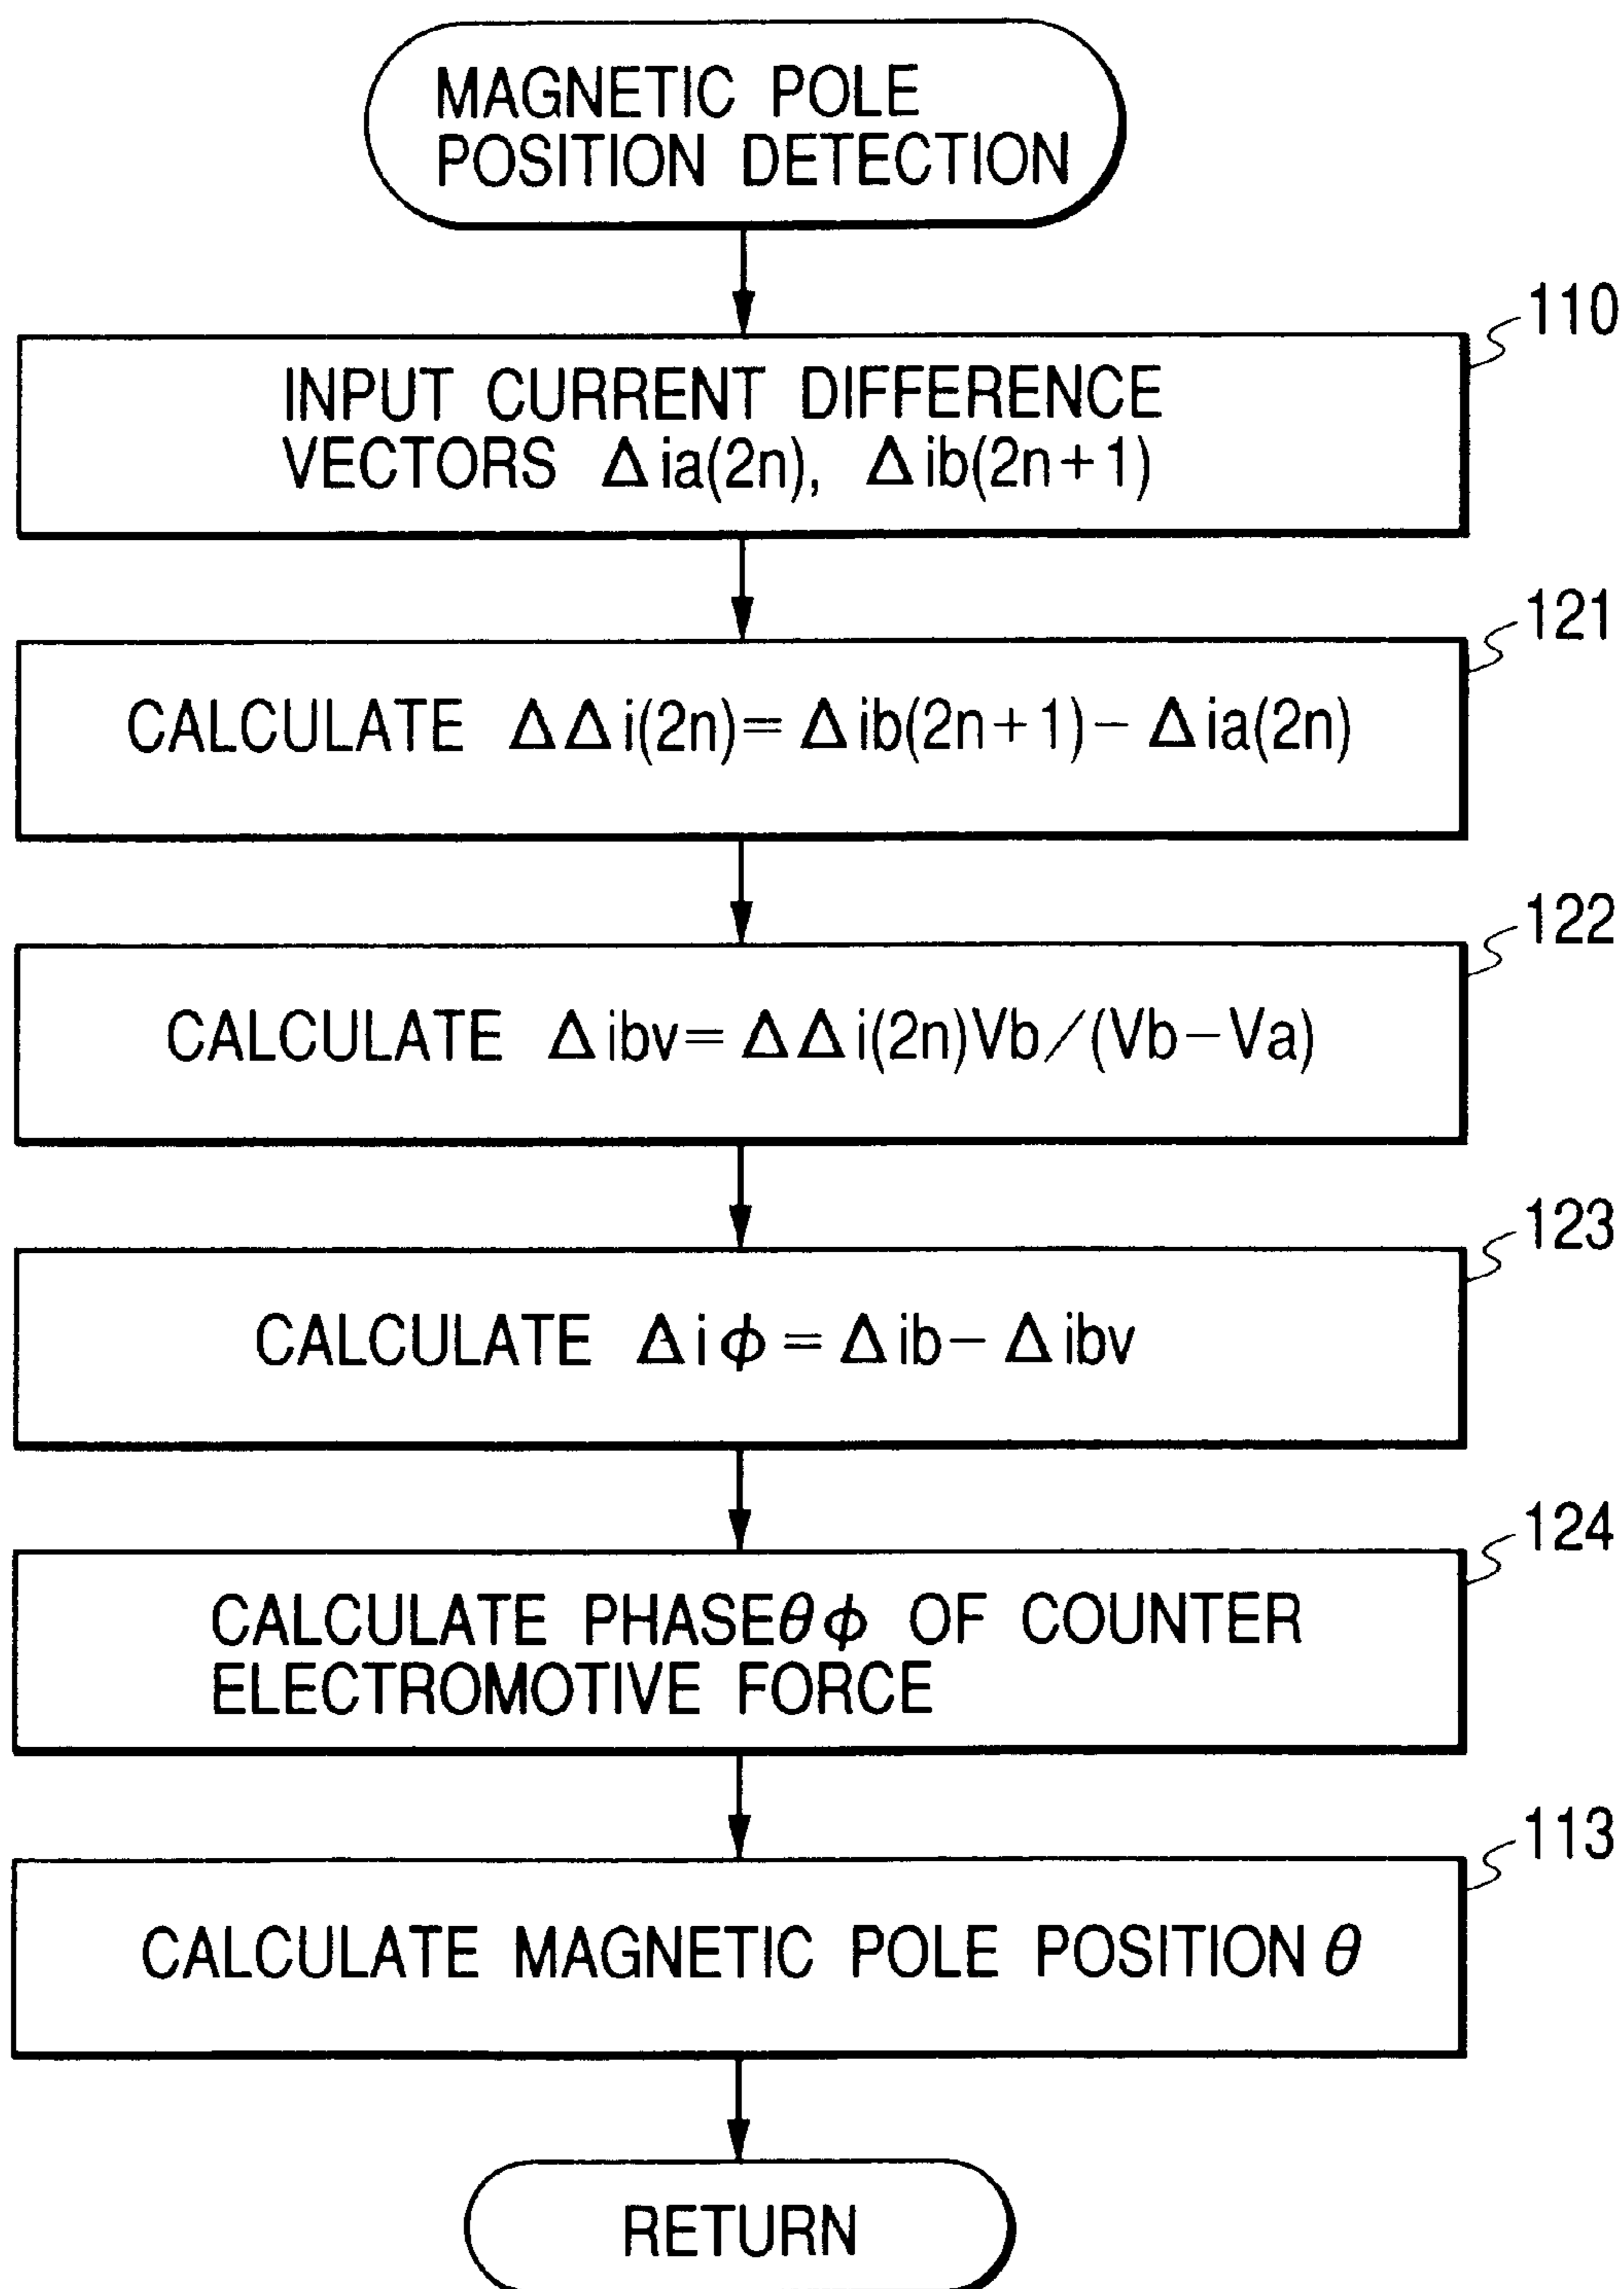 MAGNETIC POLE
POSITION DETECTION
110
INPUT CURRENT DIFFERENCE
VECTORS Δia(2n), Δib(2n+1)
121
CALCULATE ΔΔi(2n)=Δib(2n+1)-Δia(2n)
122
CALCULATE Δibv=ΔΔi(2n)Vb/(Vb-Va)
123
CALCULATE Δiφ=Δib-Δibv
124
CALCULATE PHASEθφ OF COUNTER
ELECTROMOTIVE FORCE
113
CALCULATE MAGNETIC POLE POSITION θ
RETURN